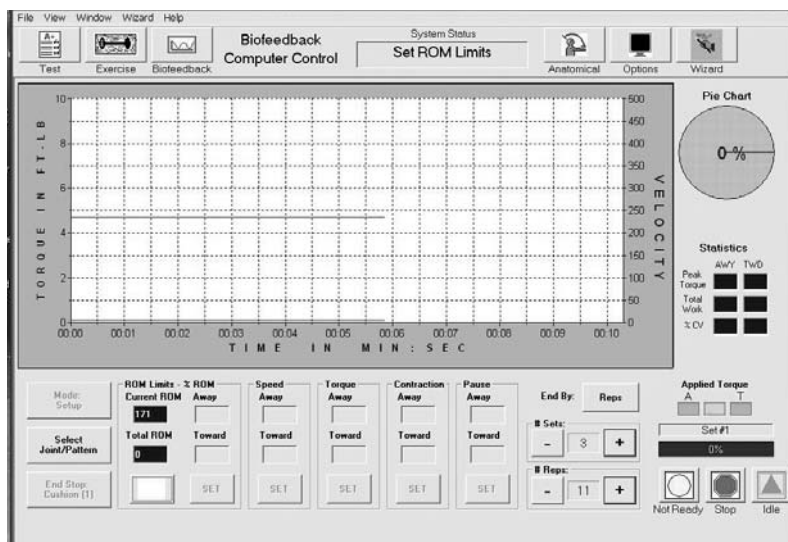 File View Window Wizard Help
A+
Test
Exercise
Biofeedback
Biofeedback
Computer Control
System Status
Set ROM Limits
Anatomical
Options
Wizard
TORQUE IN FT-LB
10
8
6
4
2
0
500
450
400
350
300
250
200
150
100
50
0
VELOCITY
00:00 00:01 00:02 00:03 00:04 00:05 00:06 00:07 00:08 00:09 00:10
TIME IN MIN:SEC
Pie Chart
0 %
Statistics
AWY TWD
Peak
Torque
Total
Work
% CV
Mode:
Setup
Select
Joint/Pattern
End Stop
Cushion (1)
ROM Limits - % ROM
Current ROM Away
171
Total ROM Toward
0
SET
Speed
Away
Toward
SET
Torque
Away
Toward
SET
Contraction
Away
Toward
SET
Pause
Away
Toward
SET
End By: Reps
# Sets:
- 3 +
# Reps:
- 11 +
Applied Torque
A T
Set #1
0%
Not Ready Stop Idle